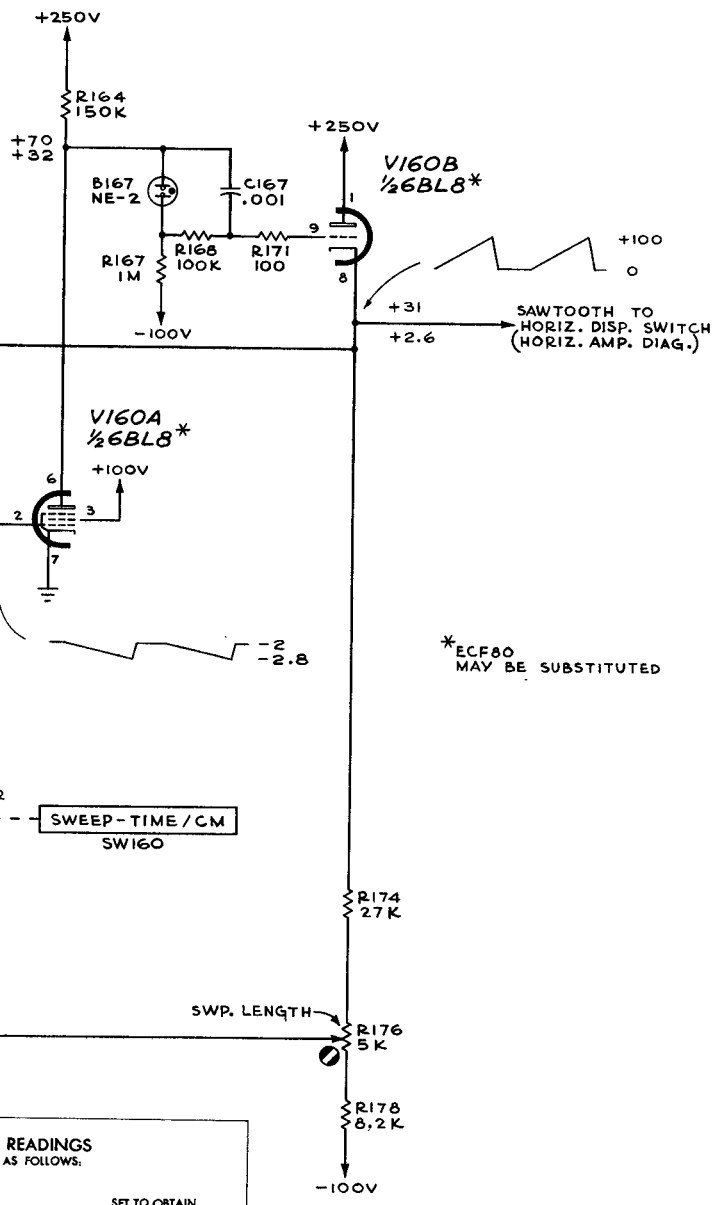 +250V
R164
150K
+70
+32
B167
NE-2
C167
.001
R167
1M
R168
100K
R171
100
-100V
+250V
V160B
½6BL8*
1
9
8
+100
0
+31
+2.6
SAWTOOTH TO
HORIZ. DISP. SWITCH
(HORIZ. AMP. DIAG.)
V160A
½6BL8*
+100V
6
2
3
7
-2
-2.8
*ECF80
MAY BE SUBSTITUTED
SWEEP-TIME/CM
SW160
R174
27K
SWP. LENGTH
R176
5K
R178
8.2K
-100V
READINGS
AS FOLLOWS:
SET TO OBTAIN